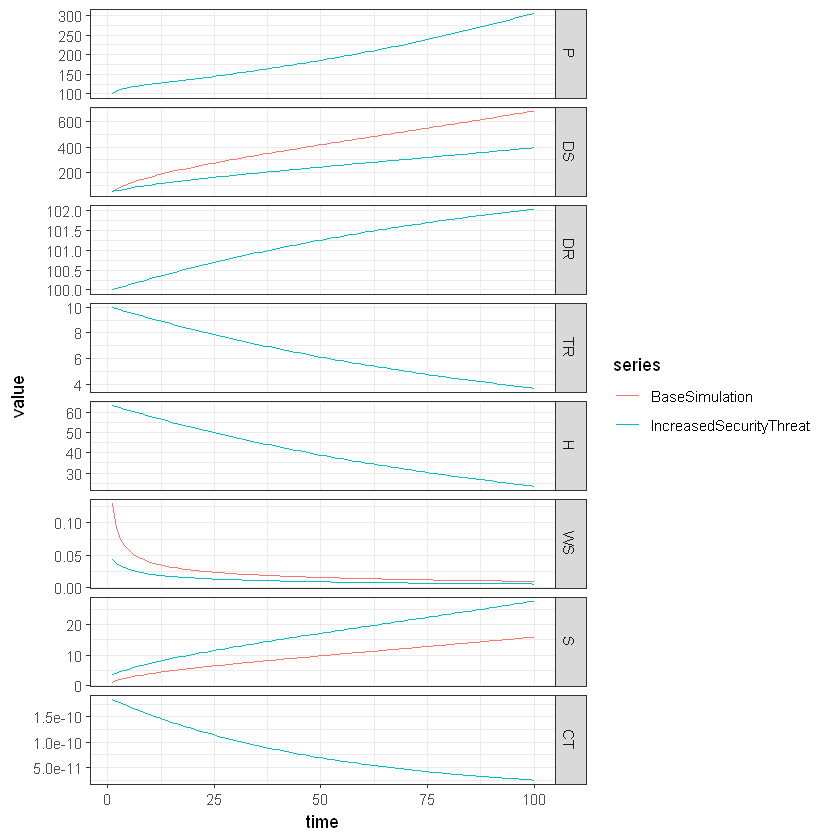 300
250
200
150
100
P
600
400
200
DS
102.0
101.5
101.0
100.5
100.0
DR
10
8
6
4
TR
60
50
40
30
H
0.10
0.05
0.00
WS
20
10
0
S
1.5e-10
1.0e-10
5.0e-11
CT
0 25 50 75 100
time
value
series
BaseSimulation
IncreasedSecurityThreat